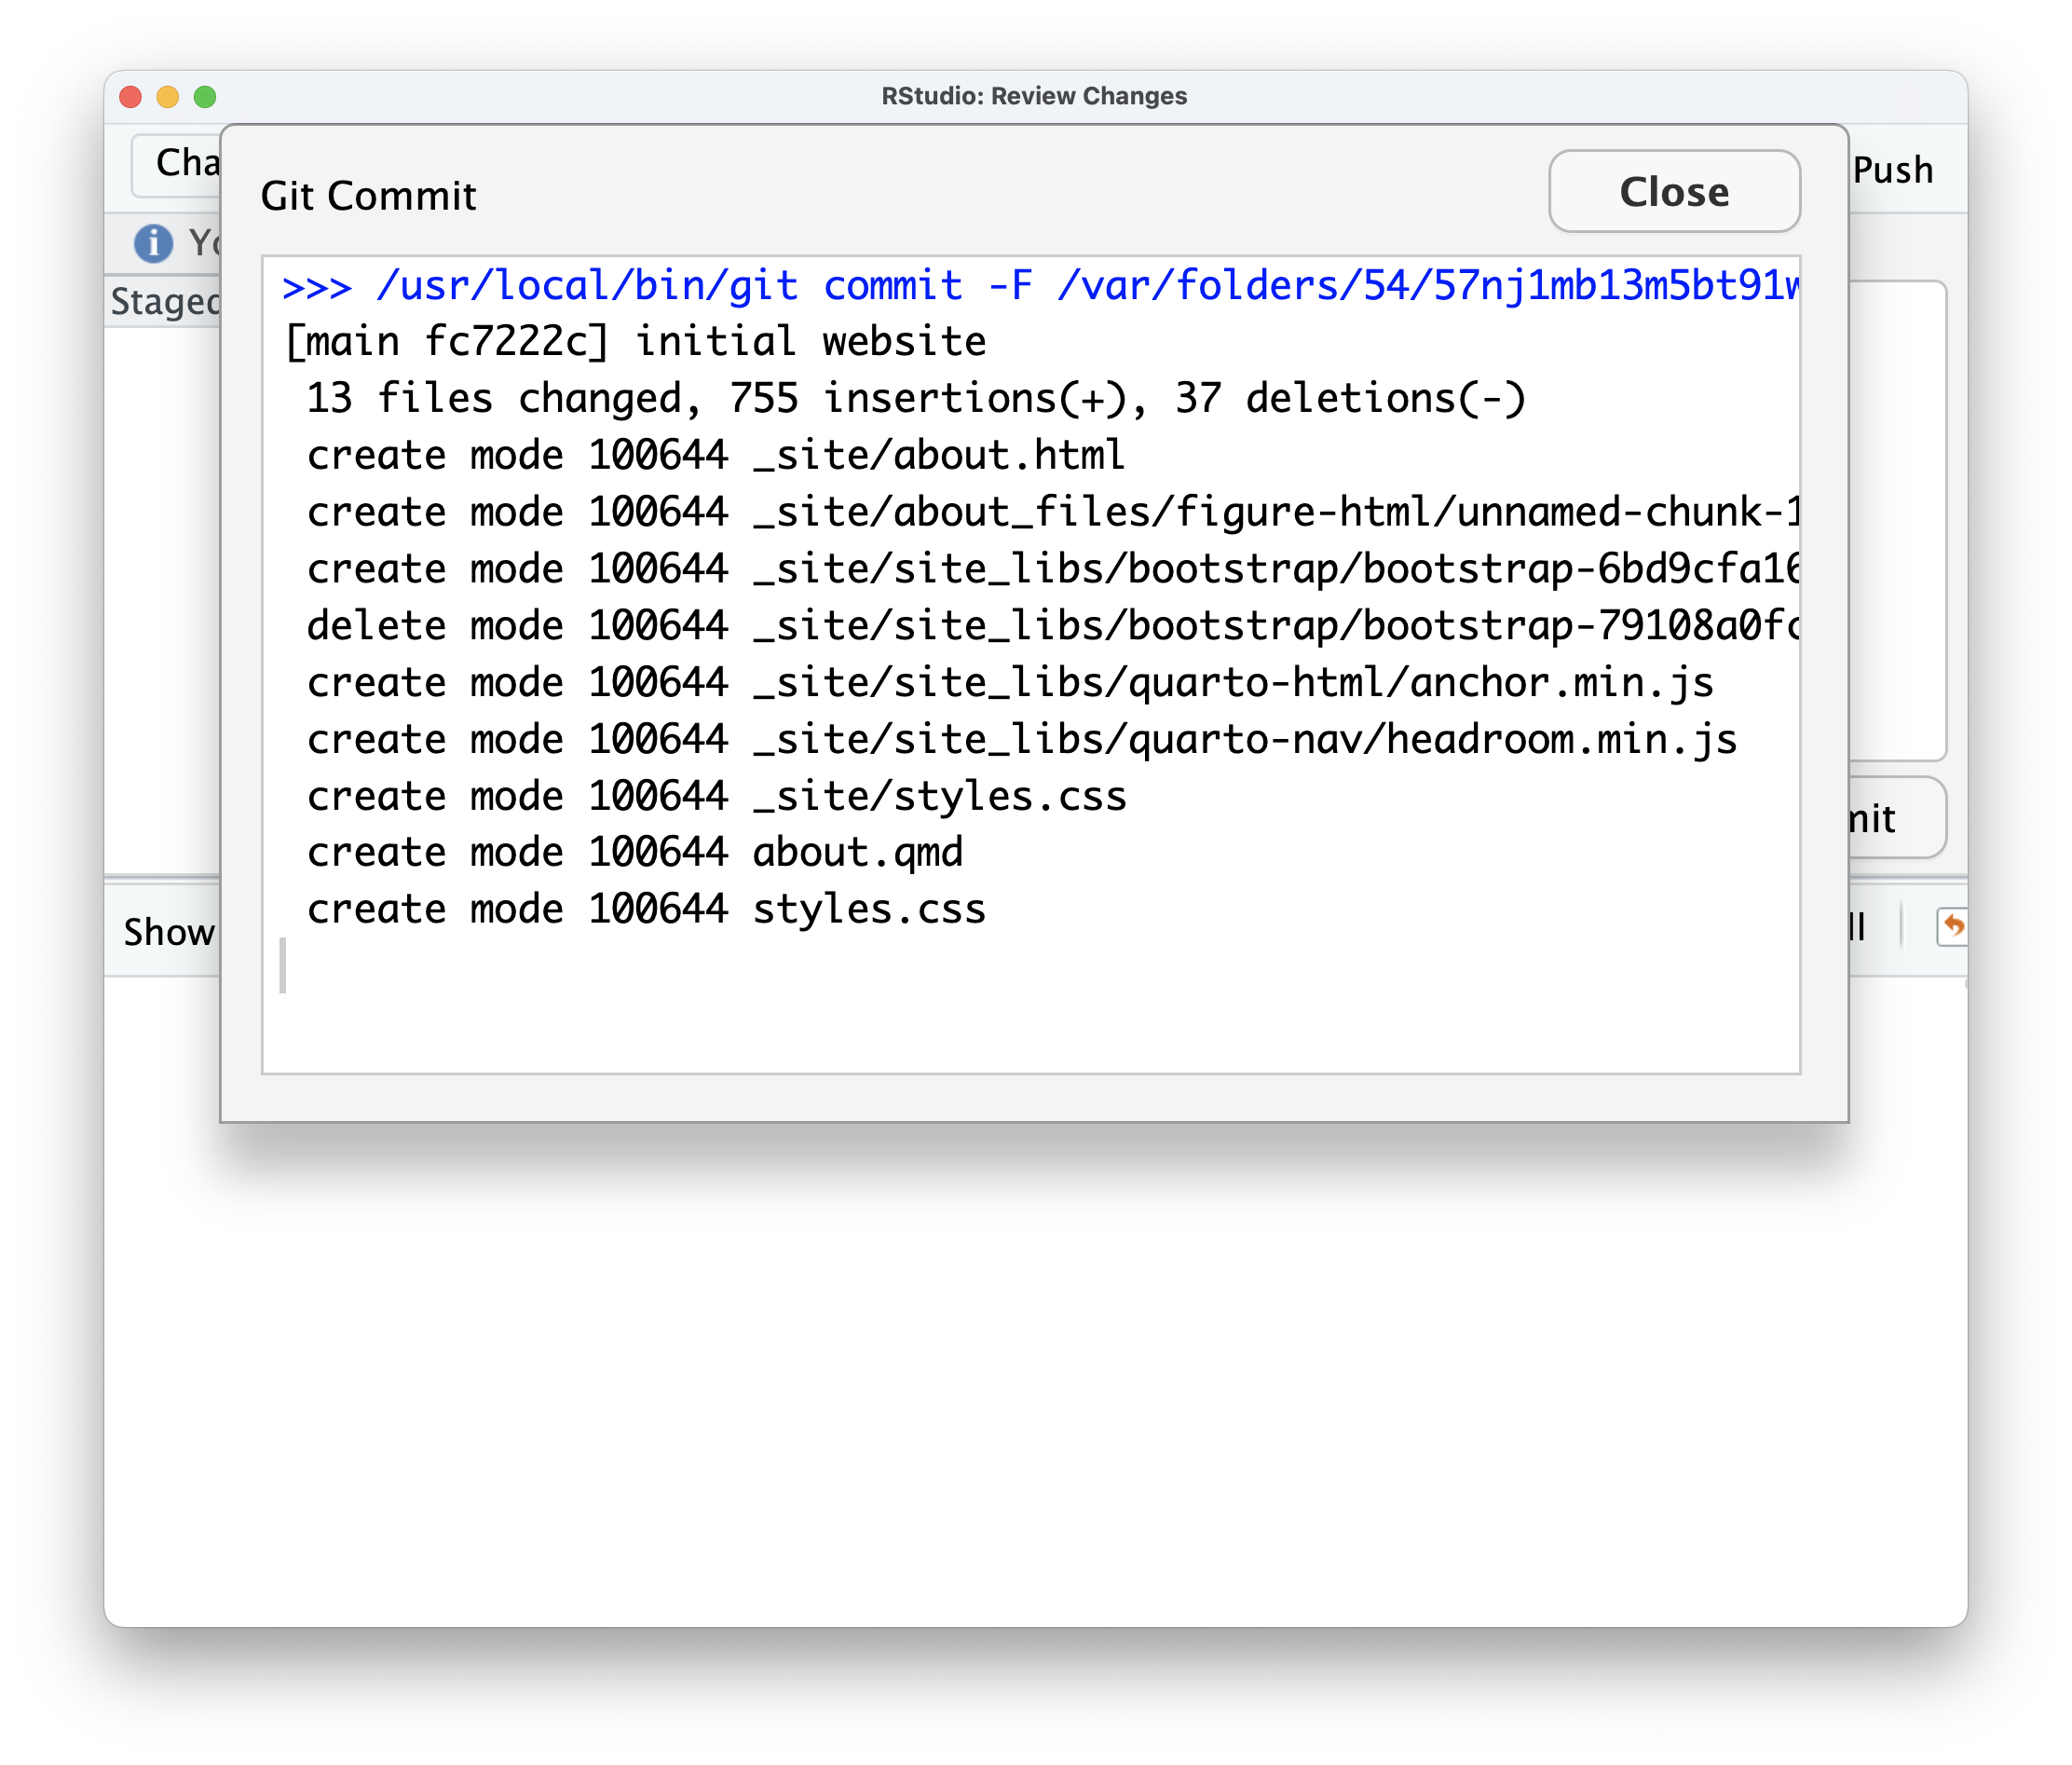 RStudio: Review Changes
Push
Git Commit
Close
>>> /usr/local/bin/git commit -F /var/folders/54/57nj1mb13m5bt91w
[main fc7222c] initial website
13 files changed, 755 insertions(+), 37 deletions(-)
create mode 100644 _site/about.html
create mode 100644 _site/about_files/figure-html/unnamed-chunk-1
create mode 100644 _site/site_libs/bootstrap/bootstrap-6bd9cfa16
delete mode 100644 _site/site_libs/bootstrap/bootstrap-79108a0fc
create mode 100644 _site/site_libs/quarto-html/anchor.min.js
create mode 100644 _site/site_libs/quarto-nav/headroom.min.js
create mode 100644 _site/styles.css
create mode 100644 about.qmd
create mode 100644 styles.css
Staged
Show